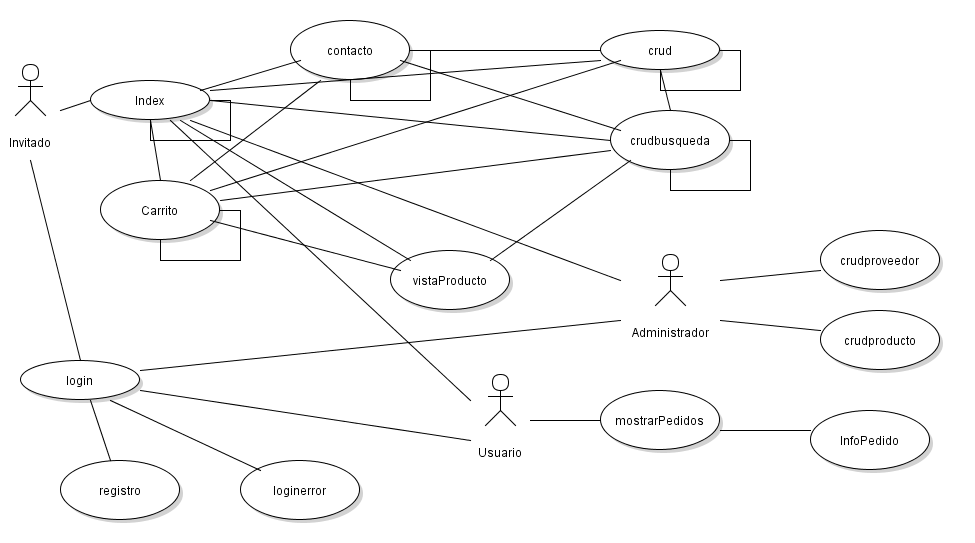 contacto
crud
Index
Invitado
crudbusqueda
Carrito
vistaProducto
crudproveedor
Administrador
crudproducto
login
mostrarPedidos
InfoPedido
Usuario
registro
loginerror